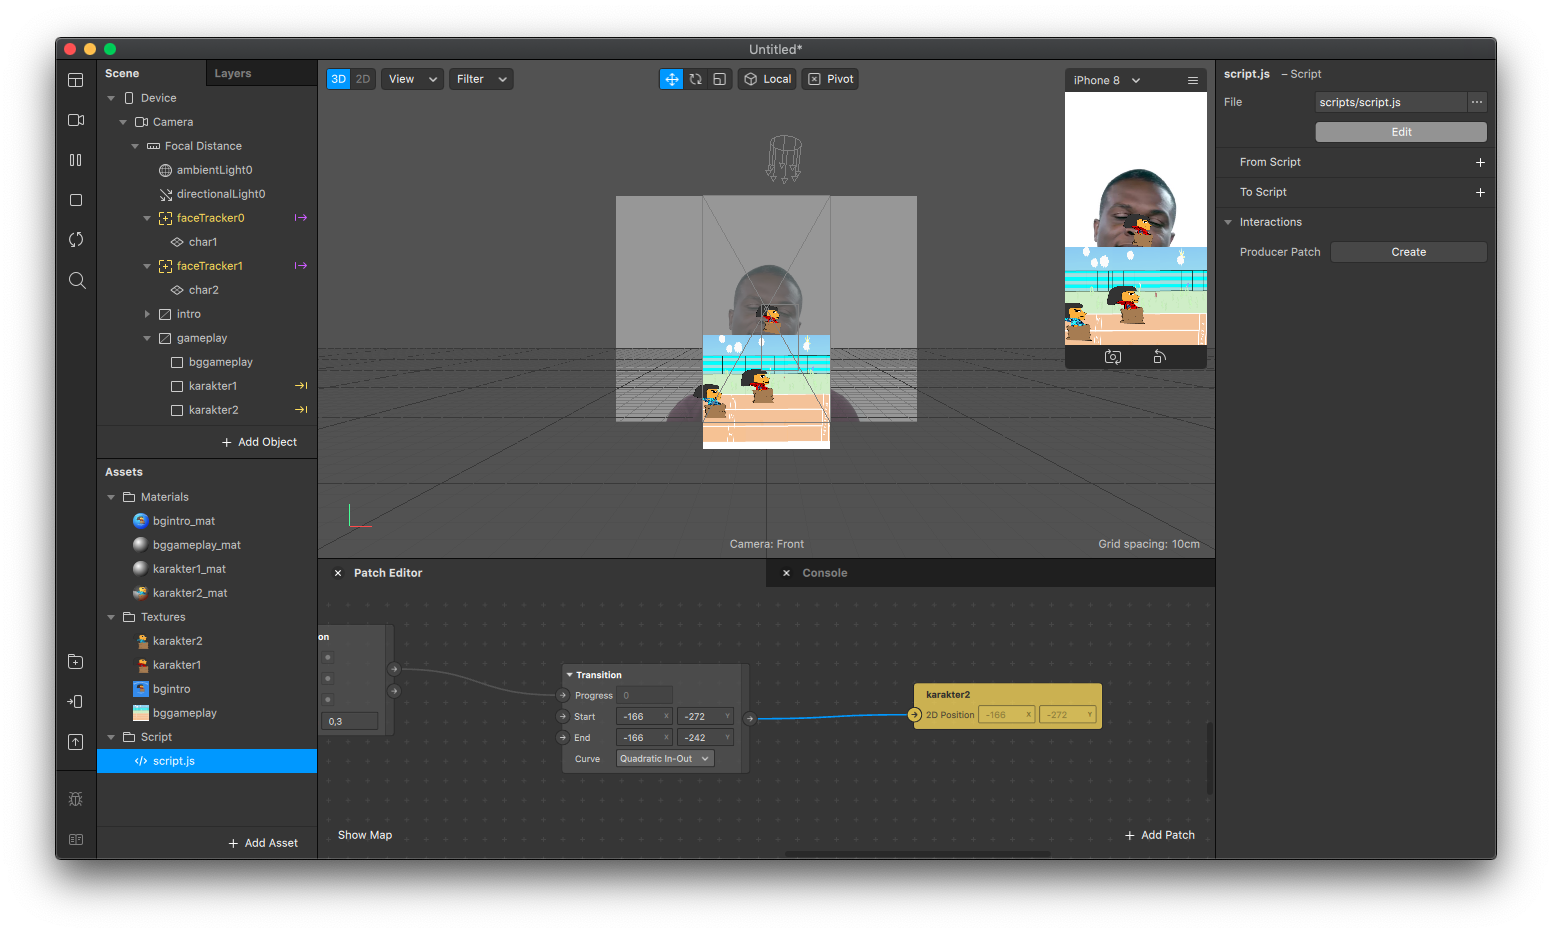 Untitled*
Scene
Layers
Device
Camera
Focal Distance
ambientLight0
directionalLight0
faceTracker0
char1
faceTracker1
char2
intro
gameplay
bggameplay
karakter1
karakter2
Add Object
Assets
Materials
bgintro_mat
bggameplay_mat
karakter1_mat
karakter2_mat
Textures
karakter2
karakter1
bgintro
bggameplay
Script
script.js
Add Asset
3D 2D
View
Filter
Local
Pivot
iPhone 8
Camera: Front
Grid spacing: 10cm
Patch Editor
Console
on
0,3
Transition
Progress 0
Start -166 X -272 Y
End -166 X -242 Y
Curve Quadratic In-Out
karakter2
2D Position -166 X -272 Y
Show Map
Add Patch
script.js – Script
File scripts/script.js ...
Edit
From Script
To Script
Interactions
Producer Patch Create